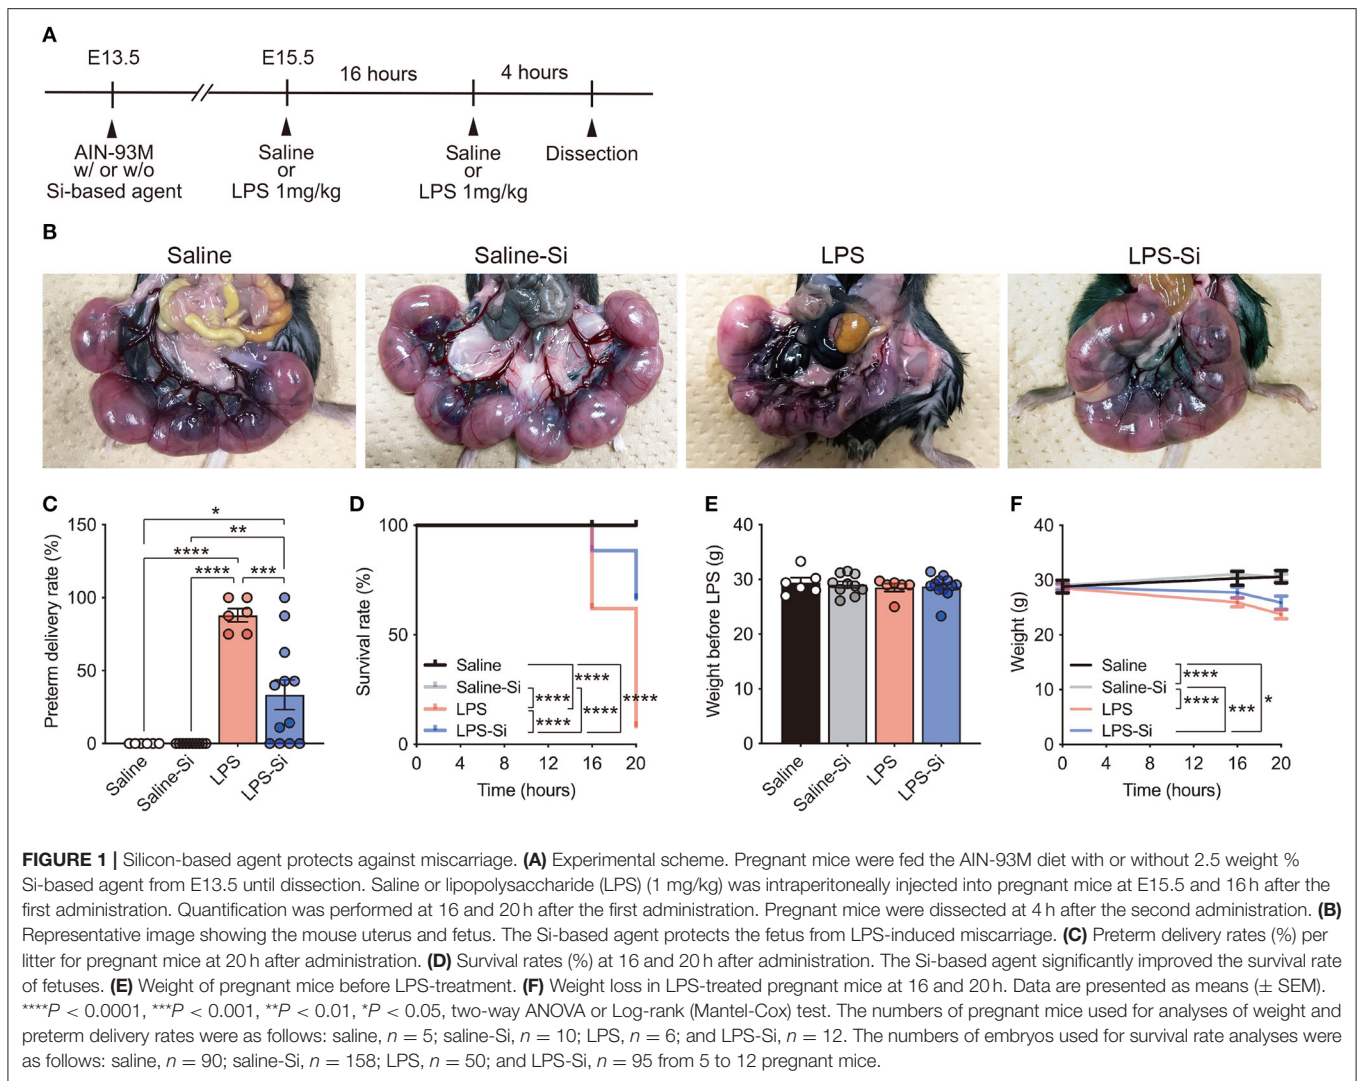 A
E13.5
E15.5
16 hours
4 hours
AIN-93M
w/ or w/o
Si-based agent
Saline
or
LPS 1mg/kg
Saline
or
LPS 1mg/kg
Dissection
B
Saline
Saline-Si
LPS
LPS-Si
C
Preterm delivery rate (%)
150
100
50
0
*
**
****
**** ***
Saline
Saline-Si
LPS
LPS-Si
D
Survival rate (%)
100
50
0
Saline
Saline-Si
LPS
LPS-Si
****
****
****
****
****
0 4 8 12 16 20
Time (hours)
E
Weight before LPS (g)
40
30
20
10
0
Saline
Saline-Si
LPS
LPS-Si
F
Weight (g)
40
30
20
10
0
Saline
Saline-Si
LPS
LPS-Si
****
****
***
*
0 4 8 12 16 20
Time (hours)
FIGURE 1 | Silicon-based agent protects against miscarriage. (A) Experimental scheme. Pregnant mice were fed the AIN-93M diet with or without 2.5 weight %
Si-based agent from E13.5 until dissection. Saline or lipopolysaccharide (LPS) (1 mg/kg) was intraperitoneally injected into pregnant mice at E15.5 and 16 h after the
first administration. Quantification was performed at 16 and 20 h after the first administration. Pregnant mice were dissected at 4 h after the second administration. (B)
Representative image showing the mouse uterus and fetus. The Si-based agent protects the fetus from LPS-induced miscarriage. (C) Preterm delivery rates (%) per
litter for pregnant mice at 20 h after administration. (D) Survival rates (%) at 16 and 20 h after administration. The Si-based agent significantly improved the survival rate
of fetuses. (E) Weight of pregnant mice before LPS-treatment. (F) Weight loss in LPS-treated pregnant mice at 16 and 20 h. Data are presented as means (± SEM).
****P < 0.0001, ***P < 0.001, **P < 0.01, *P < 0.05, two-way ANOVA or Log-rank (Mantel-Cox) test. The numbers of pregnant mice used for analyses of weight and
preterm delivery rates were as follows: saline, n = 5; saline-Si, n = 10; LPS, n = 6; and LPS-Si, n = 12. The numbers of embryos used for survival rate analyses were
as follows: saline, n = 90; saline-Si, n = 158; LPS, n = 50; and LPS-Si, n = 95 from 5 to 12 pregnant mice.